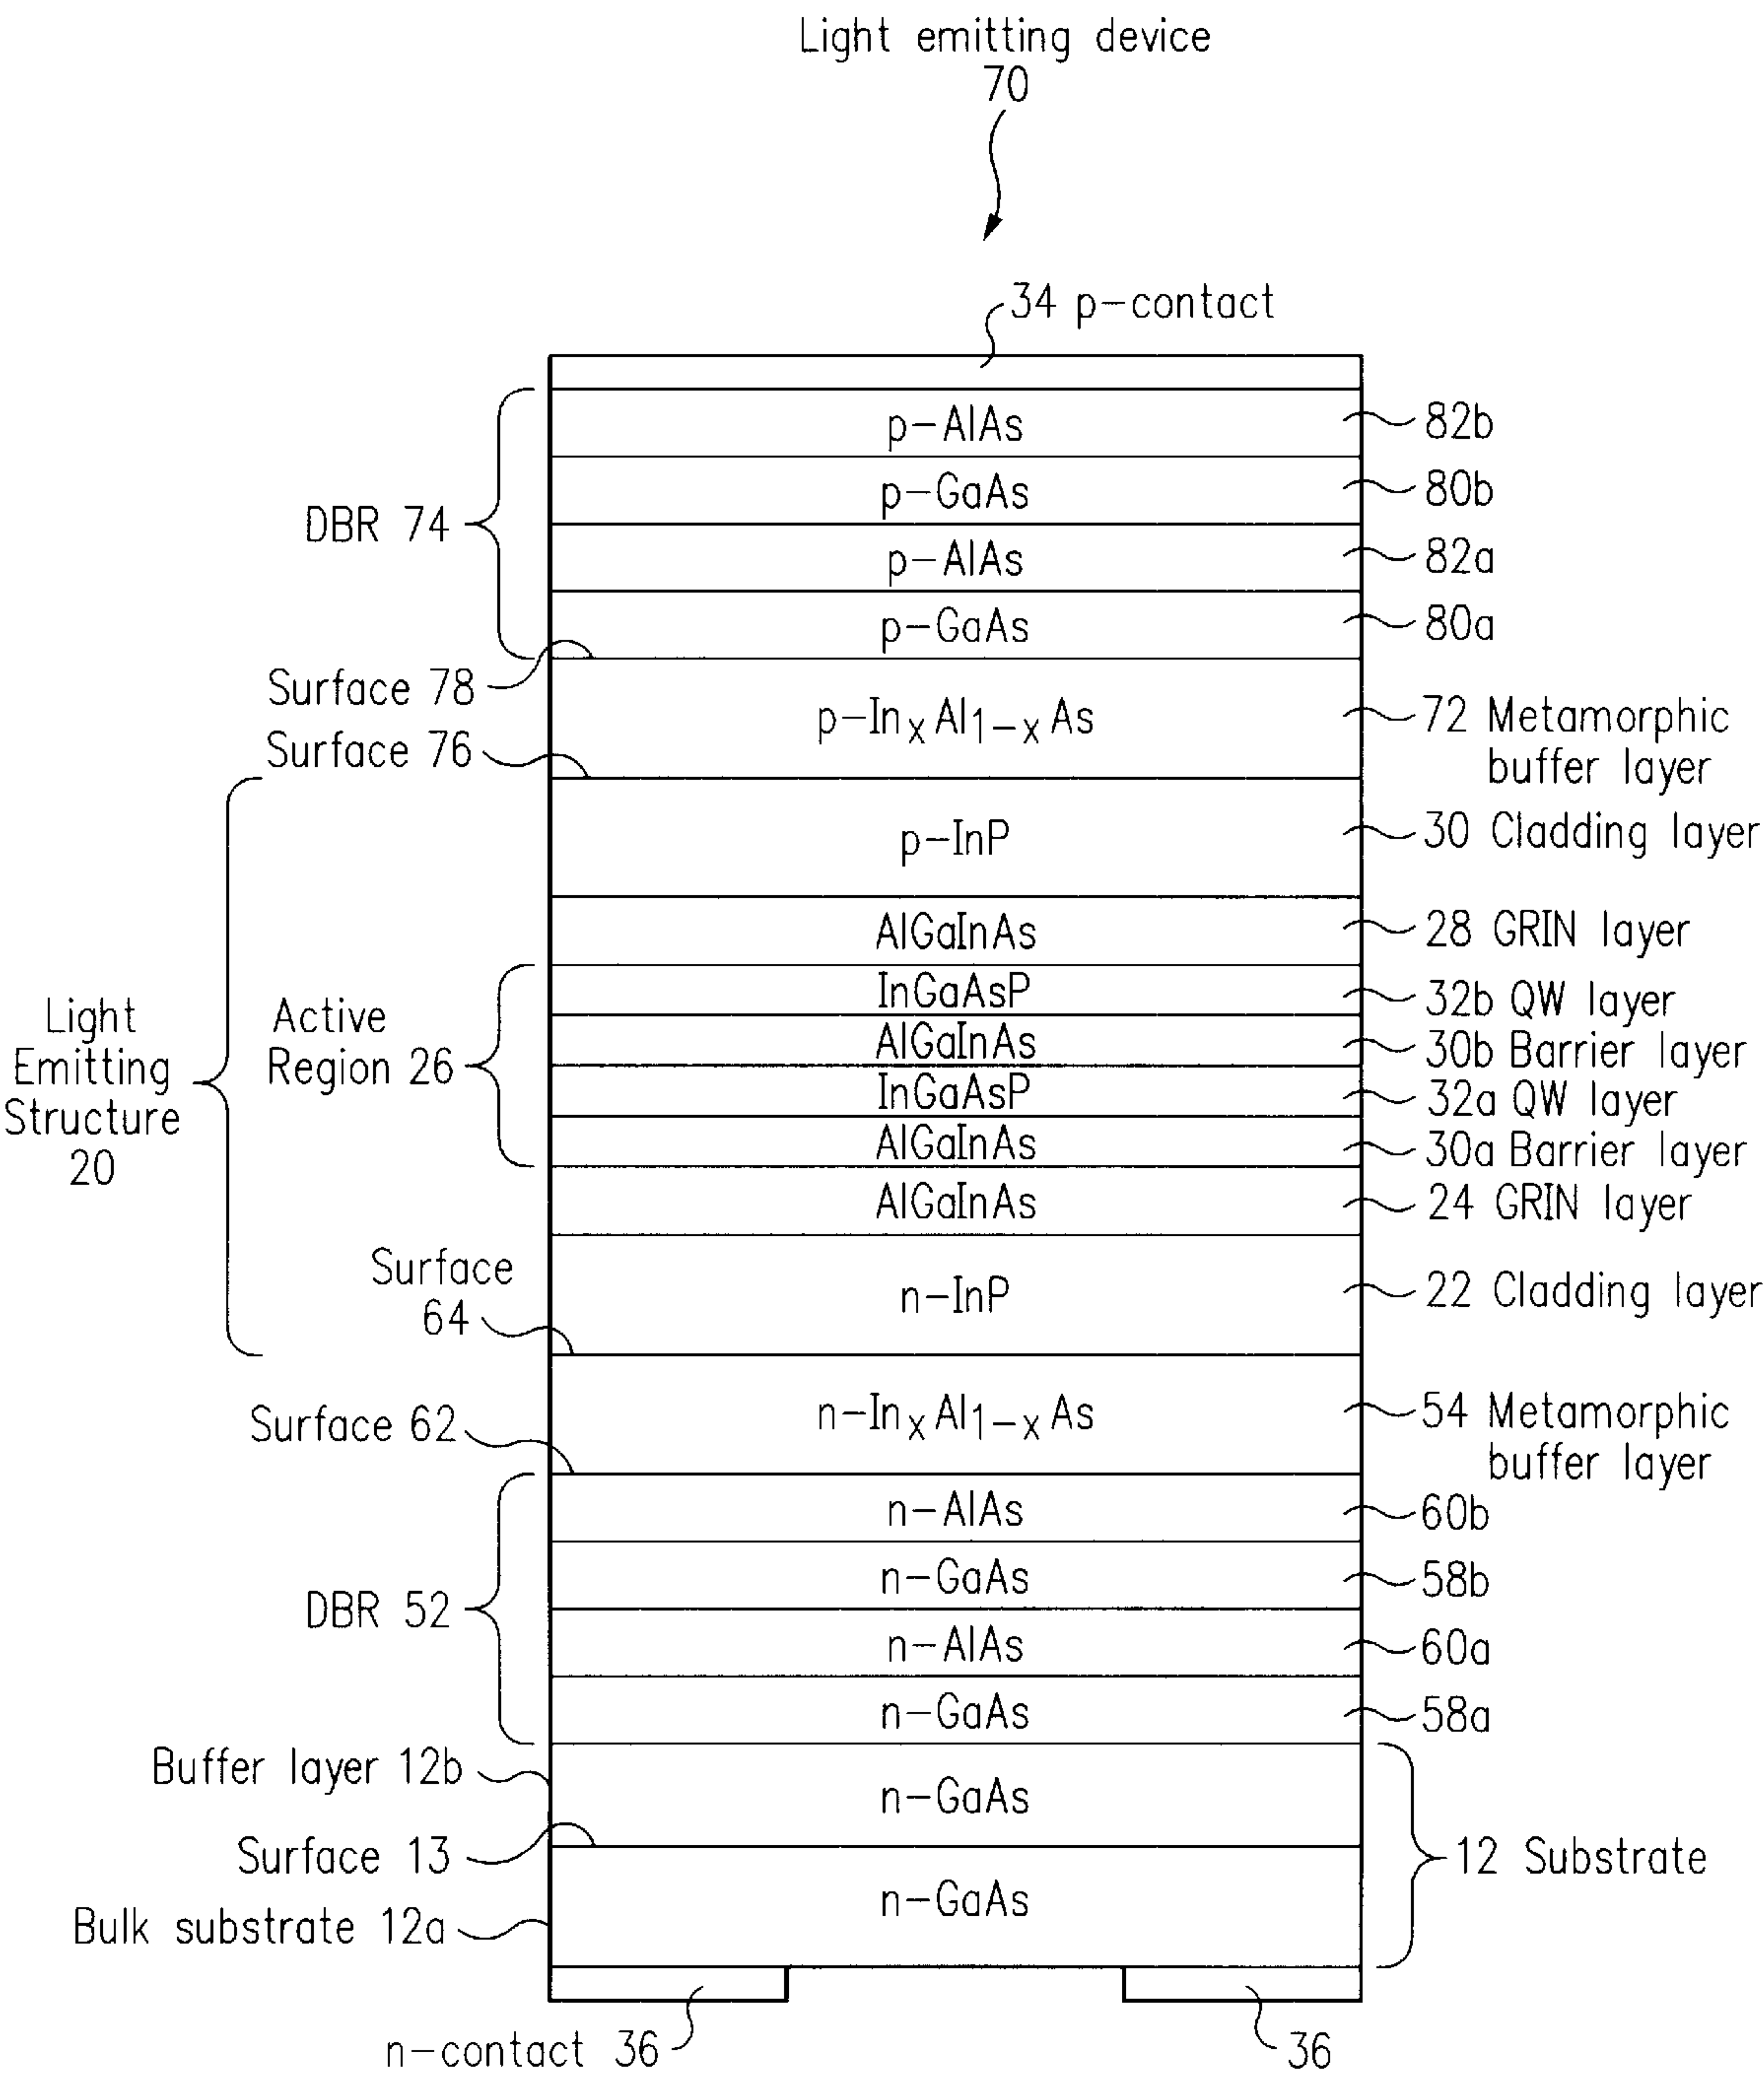 Light emitting device
70
34 p-contact
p-AlAs
82b
p-GaAs
80b
DBR 74
p-AlAs
82a
p-GaAs
80a
Surface 78
p-InxAl1-xAs
72 Metamorphic
buffer layer
Surface 76
p-InP
30 Cladding layer
AlGaInAs
28 GRIN layer
InGaAsP
32b QW layer
Light
Emitting
Structure
20
Active
Region 26
AlGaInAs
30b Barrier layer
InGaAsP
32a QW layer
AlGaInAs
30a Barrier layer
AlGaInAs
24 GRIN layer
Surface
64
n-InP
22 Cladding layer
Surface 62
n-InxAl1-xAs
54 Metamorphic
buffer layer
n-AlAs
60b
n-GaAs
58b
DBR 52
n-AlAs
60a
n-GaAs
58a
Buffer layer 12b
n-GaAs
Surface 13
12 Substrate
n-GaAs
Bulk substrate 12a
n-contact 36
36